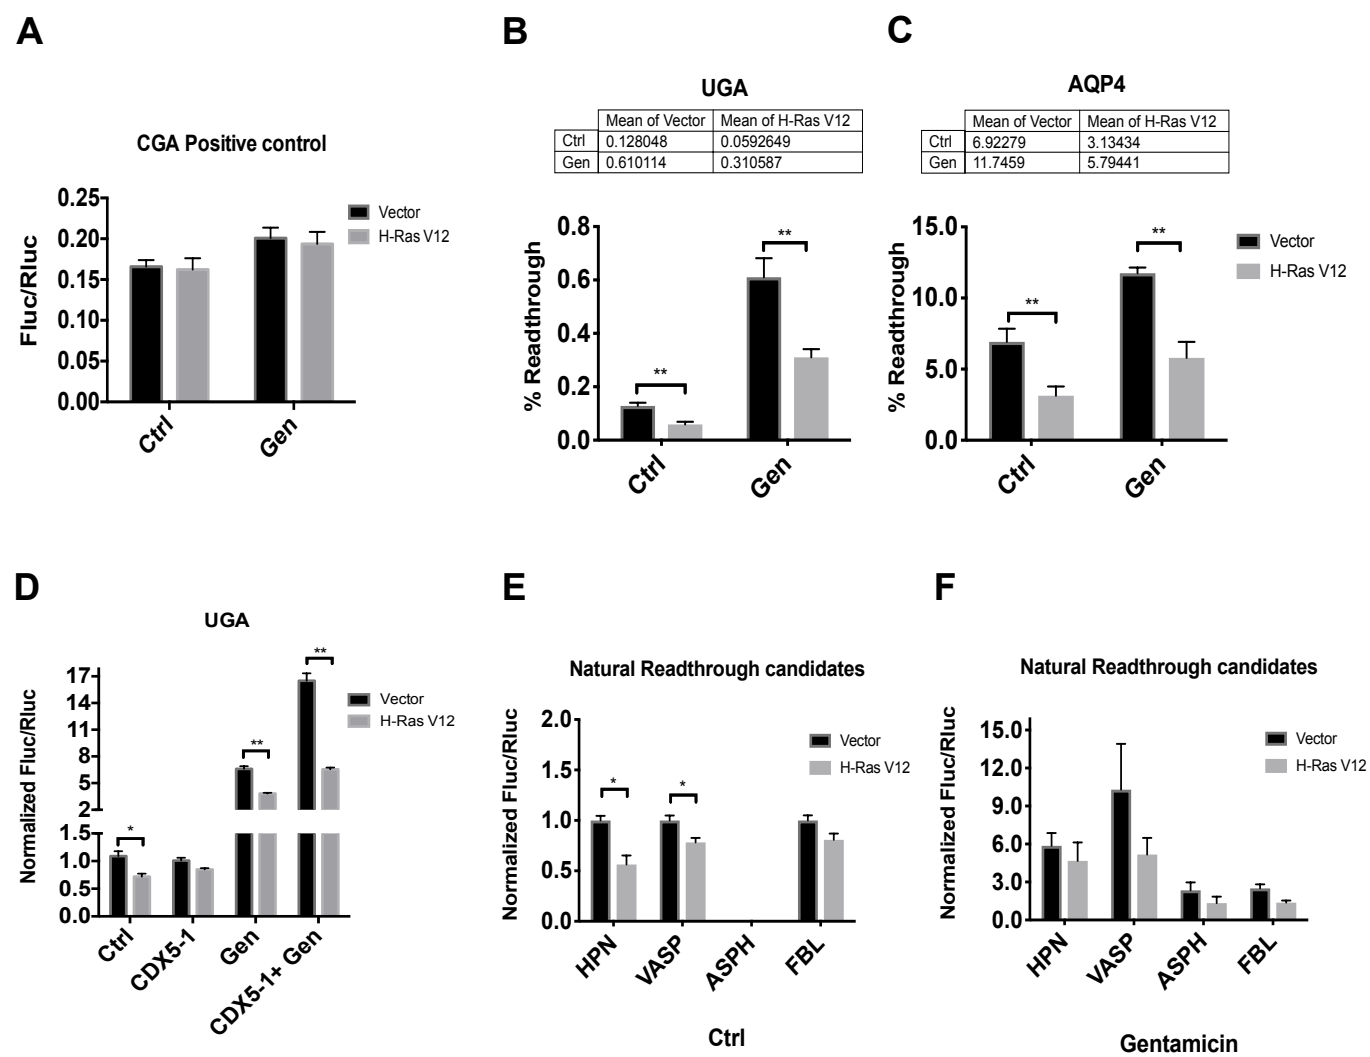 A
CGA Positive control
Fluc/Rluc
0.25
0.20
0.15
0.10
0.05
0.00
Ctrl
Gen
Vector
H-Ras V12
B
UGA
Mean of Vector Mean of H-Ras V12
Ctrl 0.128048 0.0592649
Gen 0.610114 0.310587
% Readthrough
0.8
0.6
0.4
0.2
0.0
**
**
Ctrl
Gen
C
AQP4
Mean of Vector Mean of H-Ras V12
Ctrl 6.92279 3.13434
Gen 11.7459 5.79441
% Readthrough
15.0
10.0
5.0
0.0
**
**
Ctrl
Gen
Vector
H-Ras V12
D
UGA
Normalized Fluc/Rluc
17
14
11
8
5
2
1.5
1.0
0.5
0.0
*
**
**
Ctrl
CDX5-1
Gen
CDX5-1+ Gen
Vector
H-Ras V12
E
Natural Readthrough candidates
Normalized Fluc/Rluc
2.0
1.5
1.0
0.5
0.0
*
*
HPN
VASP
ASPH
FBL
Ctrl
Vector
H-Ras V12
F
Natural Readthrough candidates
Normalized Fluc/Rluc
15.0
12.0
9.0
6.0
3.0
0.0
HPN
VASP
ASPH
FBL
Gentamicin
Vector
H-Ras V12